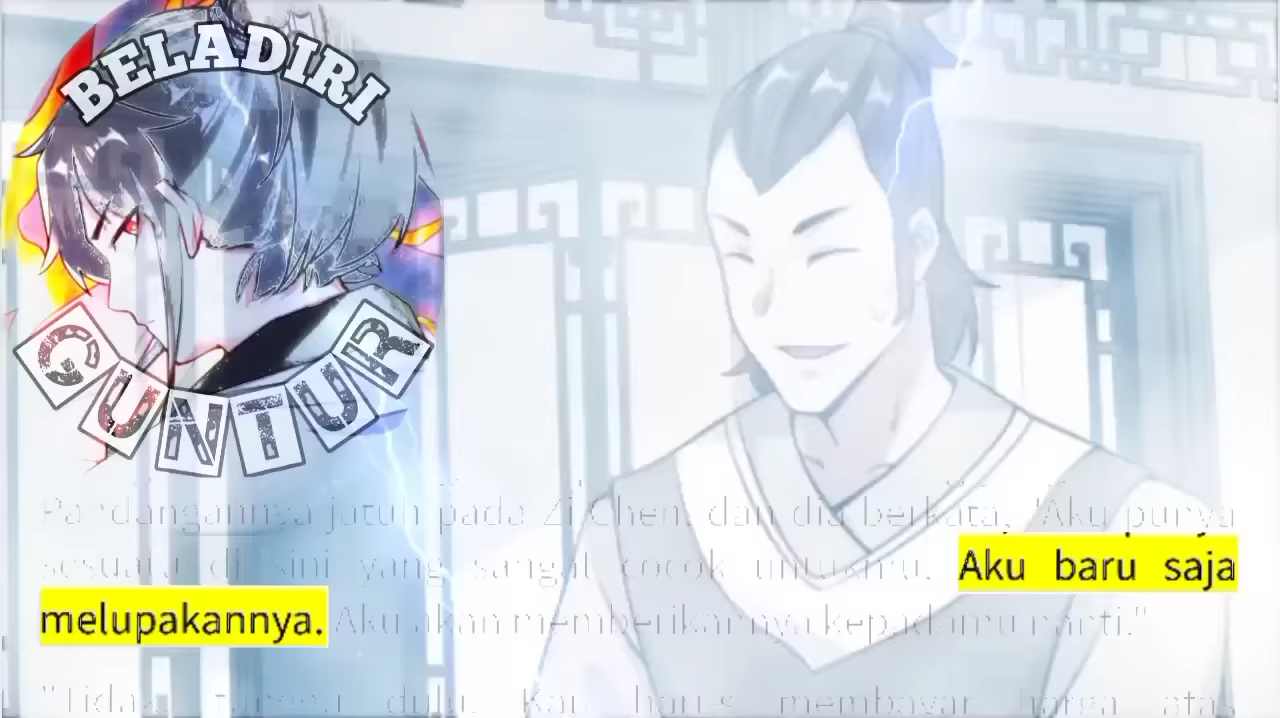 BELADIRI
GUNTUR
Pandangannya jatuh pada Zi Chen. dan dia berkata, "Aku punya
sesuatu di sini yang sangat cocok untukmu. Aku baru saja
melupakannya. Aku akan memberikannya kepadamu nanti."
"Tidak, tunggu dulu. Kau harus membayar harga atas